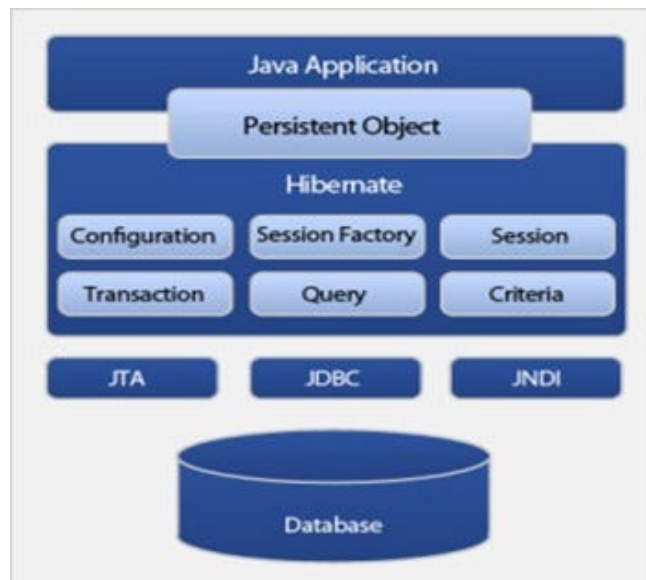 Java Application
Persistent Object
Hibernate
Configuration Session Factory Session
Transaction Query Criteria
JTA JDBC JNDI
Database